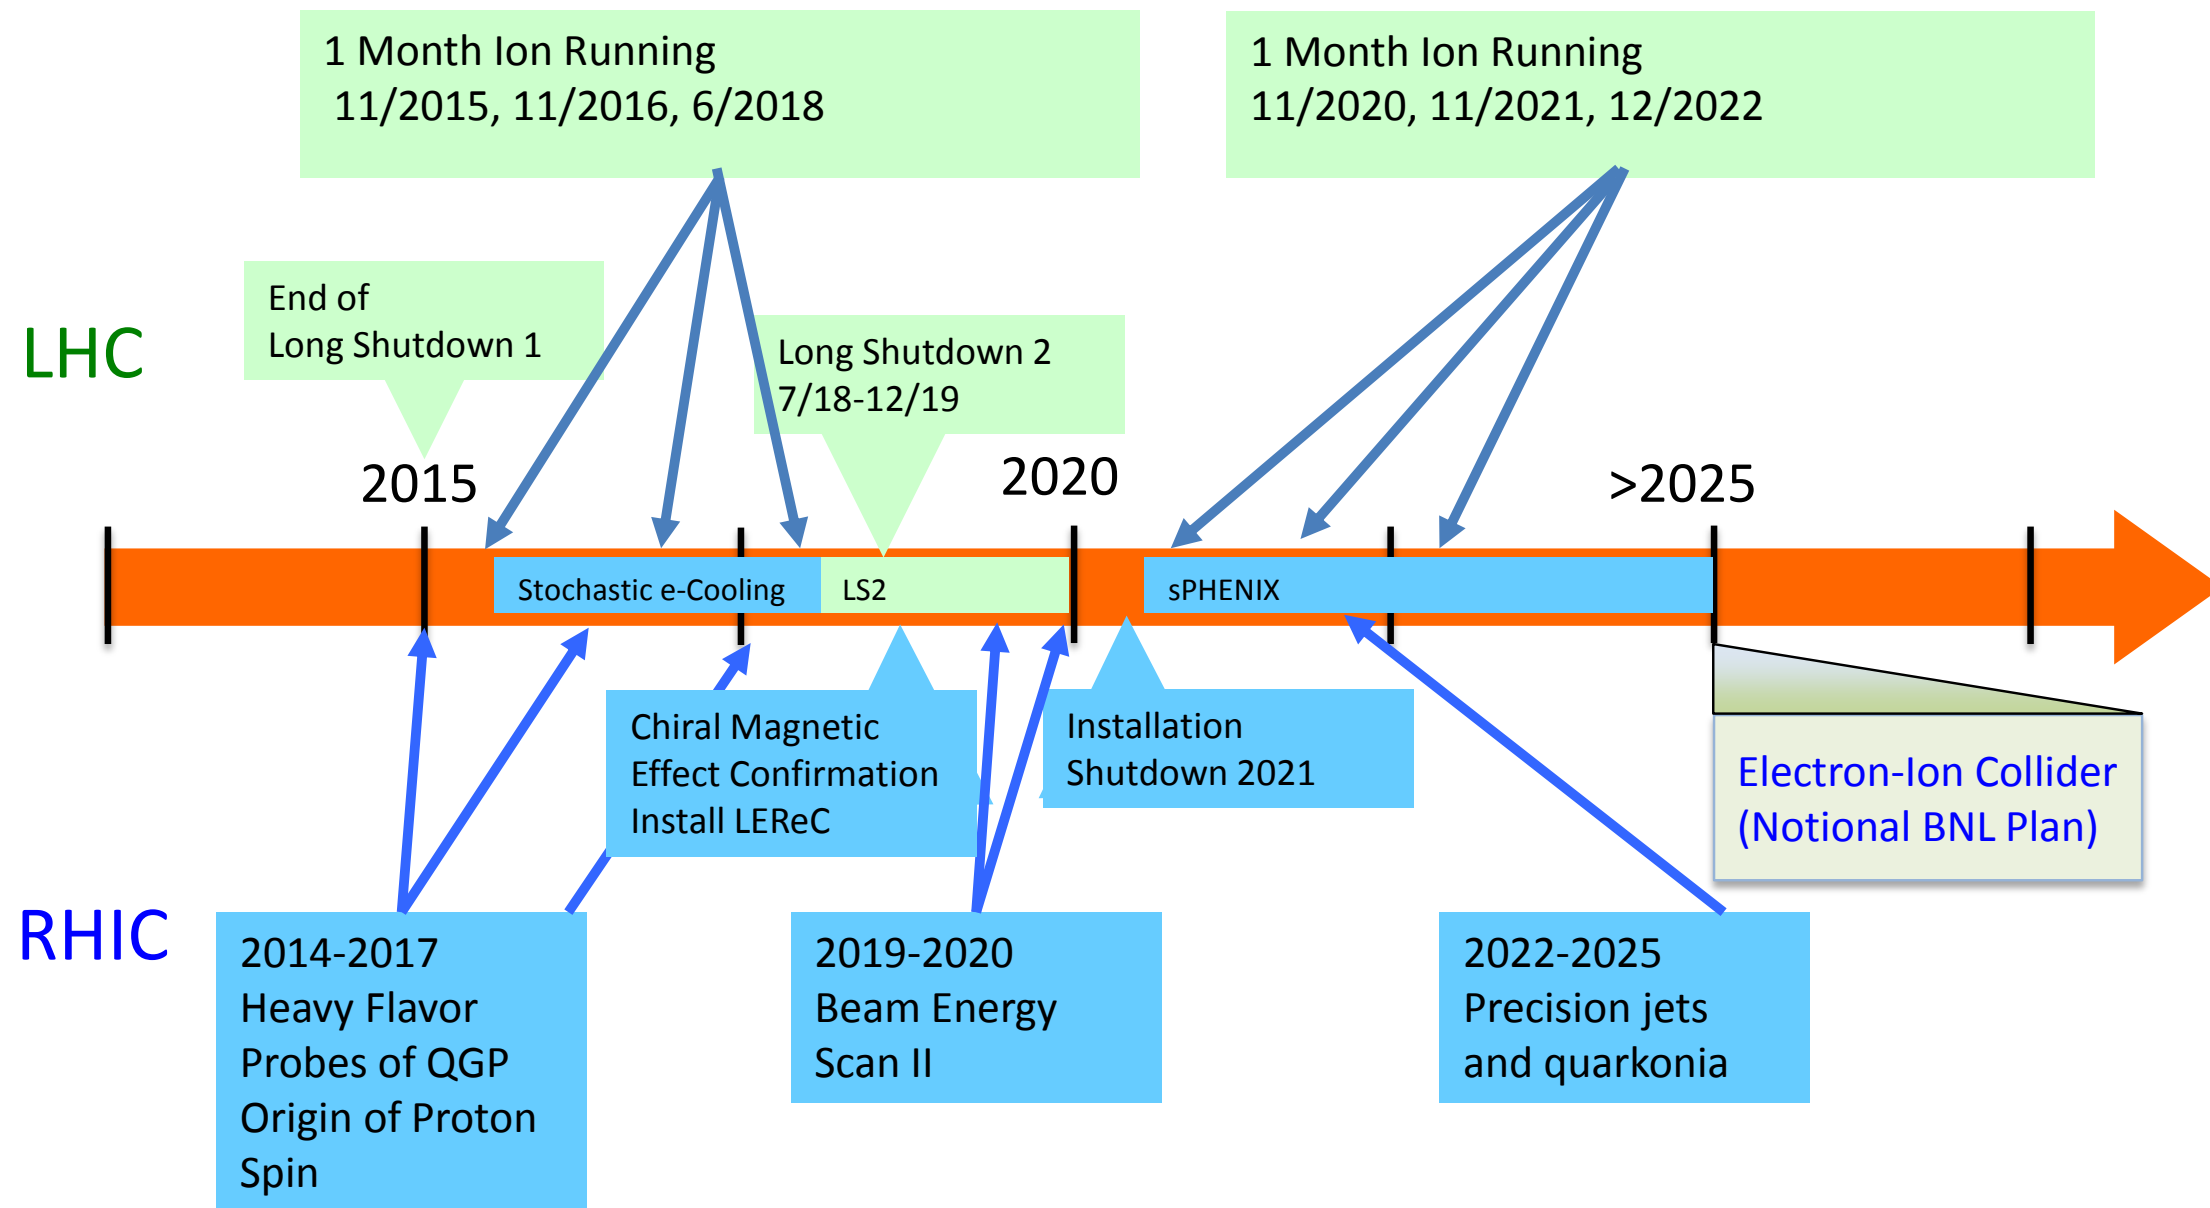 1 Month Ion Running
11/2015, 11/2016, 6/2018
1 Month Ion Running
11/2020, 11/2021, 12/2022
End of
Long Shutdown 1
LHC
Long Shutdown 2
7/18-12/19
2015
2020
>2025
Stochastic e-Cooling
LS2
sPHENIX
Chiral Magnetic
Effect Confirmation
Install LEReC
Installation
Shutdown 2021
Electron-Ion Collider
(Notional BNL Plan)
RHIC
2014-2017
Heavy Flavor
Probes of QGP
Origin of Proton
Spin
2019-2020
Beam Energy
Scan II
2022-2025
Precision jets
and quarkonia